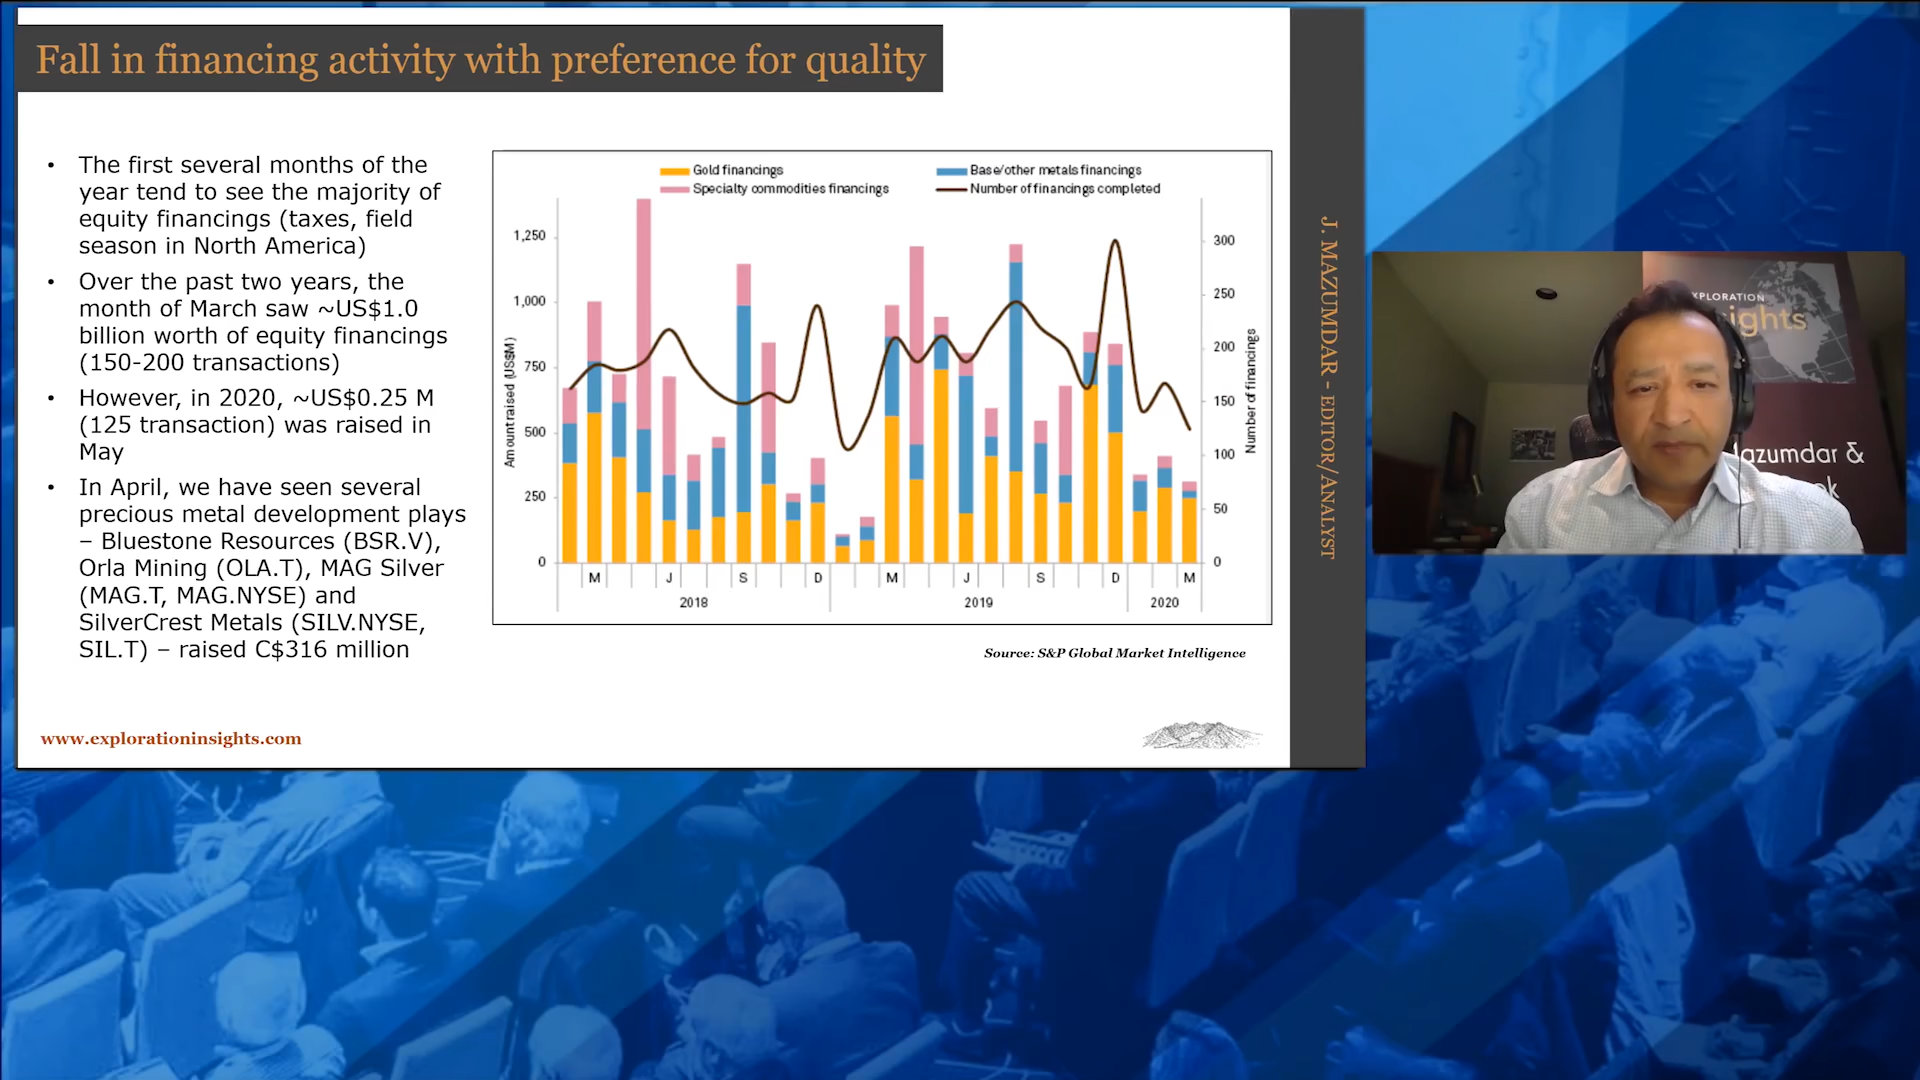 Fall in financing activity with preference for quality
• The first several months of the
year tend to see the majority of
equity financings (taxes, field
season in North America)
• Over the past two years, the
month of March saw ~US$1.0
billion worth of equity financings
(150-200 transactions)
• However, in 2020, ~US$0.25 M
(125 transaction) was raised in
May
• In April, we have seen several
precious metal development plays
– Bluestone Resources (BSR.V),
Orla Mining (OLA.T), MAG Silver
(MAG.T, MAG.NYSE) and
SilverCrest Metals (SILV.NYSE,
SIL.T) – raised C$316 million
Gold financings
Base/other metals financings
Specialty commodities financings
Number of financings completed
Amount raised (US$M)
1,250
1,000
750
500
250
0
300
250
200
150
100
50
0
Number of financings
M J S D M J S D M
2018 2019 2020
Source: S&P Global Market Intelligence
www.explorationinsights.com
J. MAZUMDAR - EDITOR/ANALYST
XPLORATION
ights
azumdar &
ok